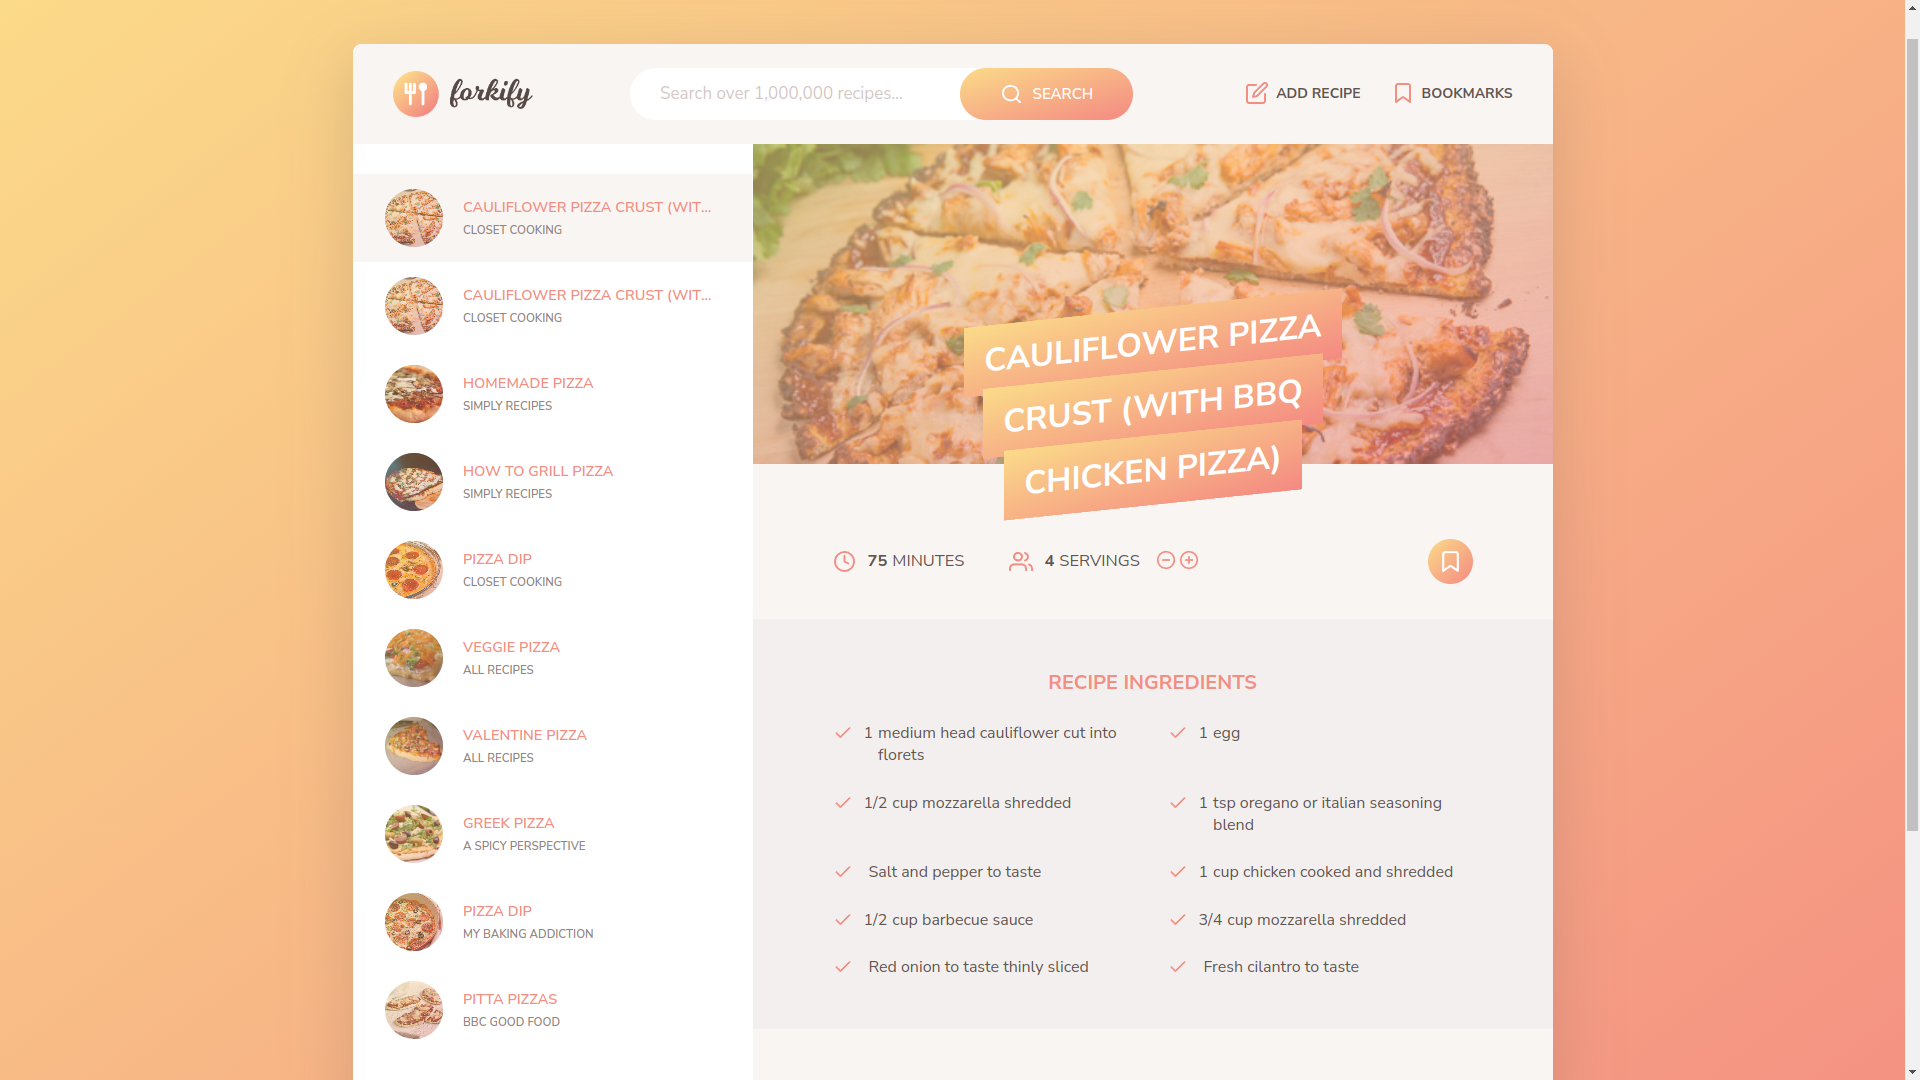 forkify
Search over 1,000,000 recipes...
SEARCH
ADD RECIPE
BOOKMARKS
CAULIFLOWER PIZZA CRUST (WIT...
CLOSET COOKING
CAULIFLOWER PIZZA CRUST (WIT...
CLOSET COOKING
HOMEMADE PIZZA
SIMPLY RECIPES
HOW TO GRILL PIZZA
SIMPLY RECIPES
PIZZA DIP
CLOSET COOKING
VEGGIE PIZZA
ALL RECIPES
VALENTINE PIZZA
ALL RECIPES
GREEK PIZZA
A SPICY PERSPECTIVE
PIZZA DIP
MY BAKING ADDICTION
PITTA PIZZAS
BBC GOOD FOOD
CAULIFLOWER PIZZA
CRUST (WITH BBQ
CHICKEN PIZZA)
75 MINUTES
4 SERVINGS
RECIPE INGREDIENTS
1 medium head cauliflower cut into
florets
1 egg
1/2 cup mozzarella shredded
1 tsp oregano or italian seasoning
blend
Salt and pepper to taste
1 cup chicken cooked and shredded
1/2 cup barbecue sauce
3/4 cup mozzarella shredded
Red onion to taste thinly sliced
Fresh cilantro to taste